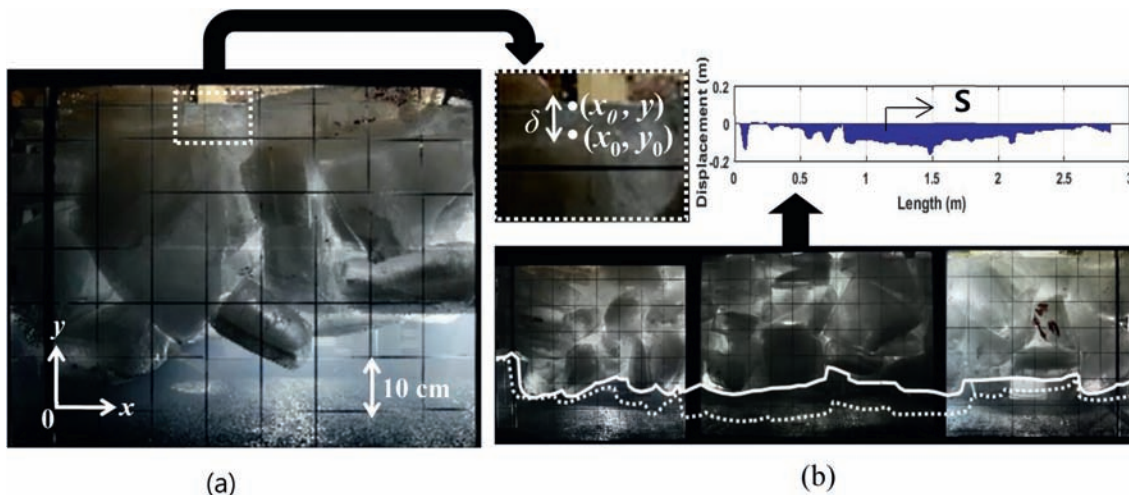 δ
(x0, y)
(x0, y0)
y
0
x
10 cm
(a)
Displacement (m)
0.2
0
-0.2
S
0
0.5
1
1.5
2
2.5
3
Length (m)
(b)